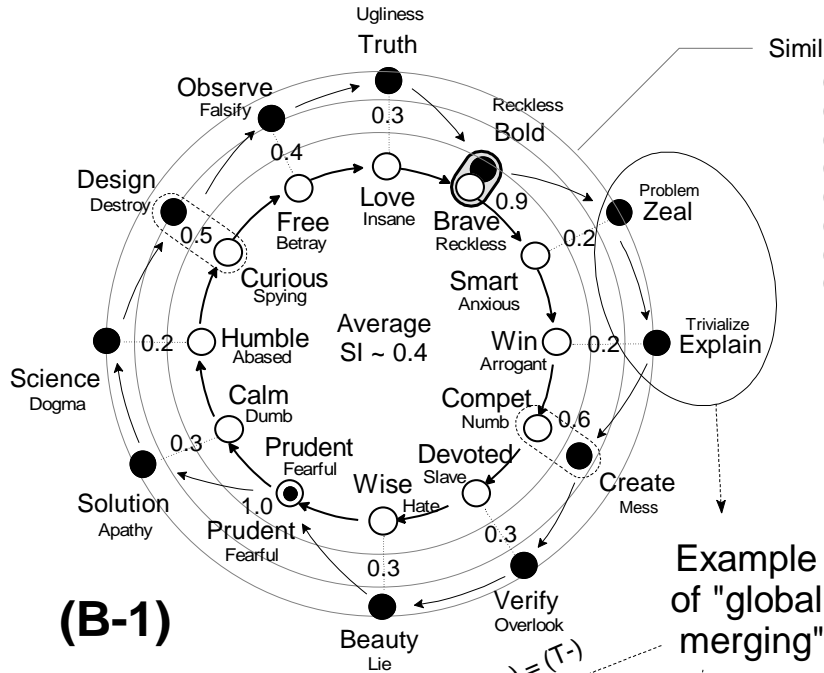 Ugliness
Truth
Simil
Observe
Falsify
Reckless
Bold
0.3
0.4
Design
Destroy
Love
Insane
0.9
Problem
Zeal
Free
Betray
Brave
Reckless
0.5
0.2
Curious
Spying
Smart
Anxious
Average
SI ~ 0.4
Humble
Abased
0.2
Win
Arrogant
0.2
Trivialize
Explain
Science
Dogma
Calm
Dumb
Compet
Numb
0.6
0.3
Prudent
Fearful
Devoted
Slave
Create
Mess
Solution
Apathy
1.0
Wise
Hate
Prudent
Fearful
0.3
0.3
Verify
Overlook
Beauty
Lie
(B-1)
Example
of "global
merging"
) = (T-)